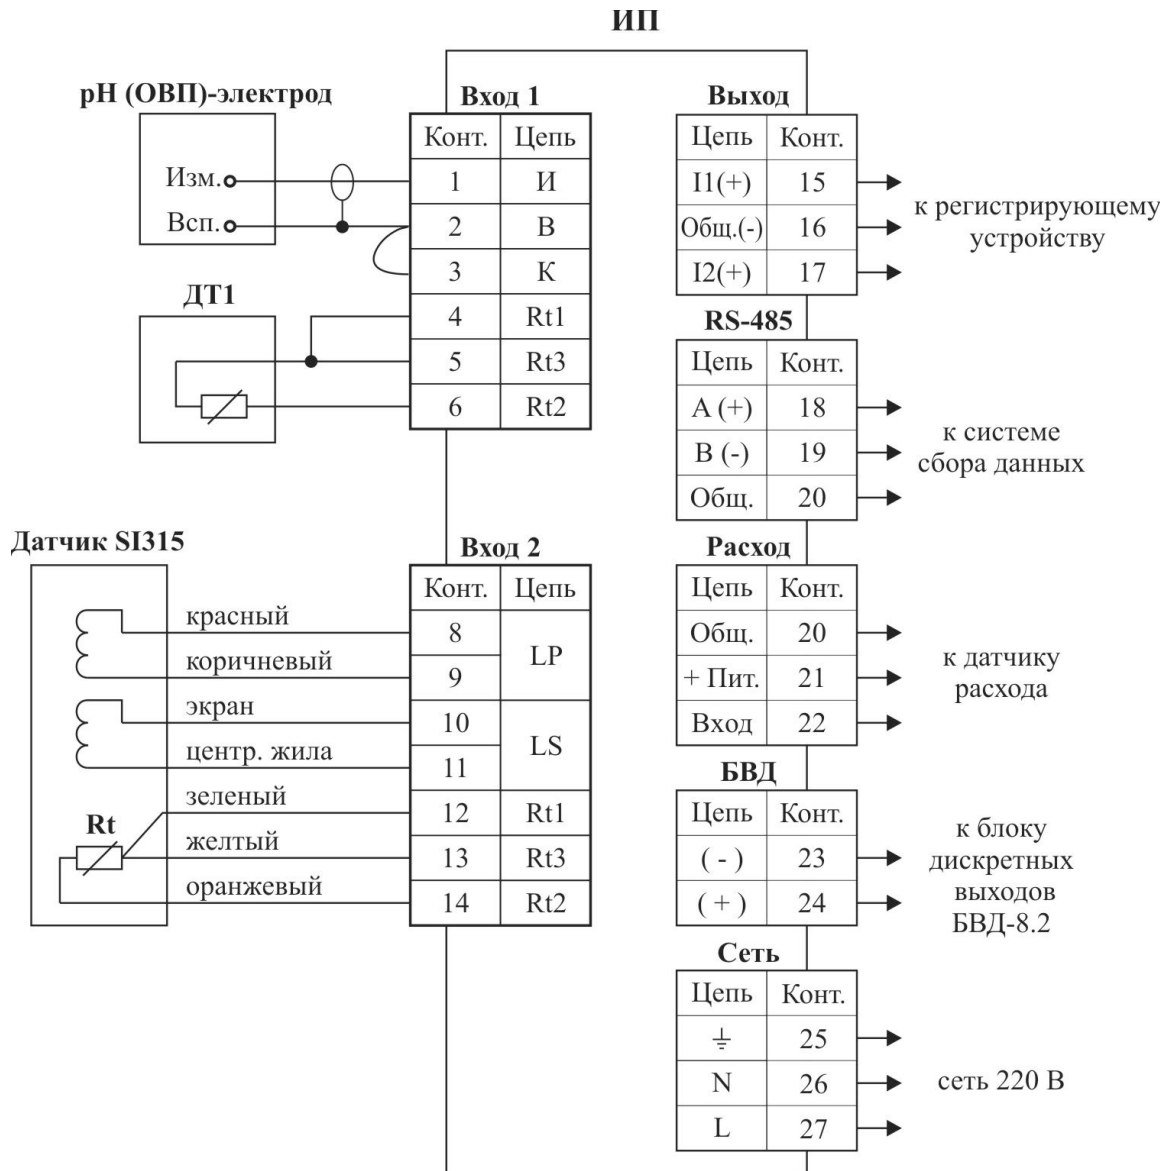 ИП
pH (ОВП)-электрод
Изм.
Всп.
ДТ1
Вход 1
Конт. Цепь
1 И
2 В
3 К
4 Rt1
5 Rt3
6 Rt2
Датчик SI315
красный
коричневый
экран
центр. жила
зеленый
желтый
оранжевый
Rt
Вход 2
Конт. Цепь
8
LP
9
10
LS
11
12 Rt1
13 Rt3
14 Rt2
Выход
Цепь Конт.
I1(+) 15
Общ.(-) 16
I2(+) 17
к регистрирующему
устройству
RS-485
Цепь Конт.
A (+) 18
B (-) 19
Общ. 20
к системе
сбора данных
Расход
Цепь Конт.
Общ. 20
+ Пит. 21
Вход 22
к датчику
расхода
БВД
Цепь Конт.
( - ) 23
( + ) 24
к блоку
дискретных
выходов
БВД-8.2
Сеть
Цепь Конт.
⏚ 25
N 26
L 27
сеть 220 В